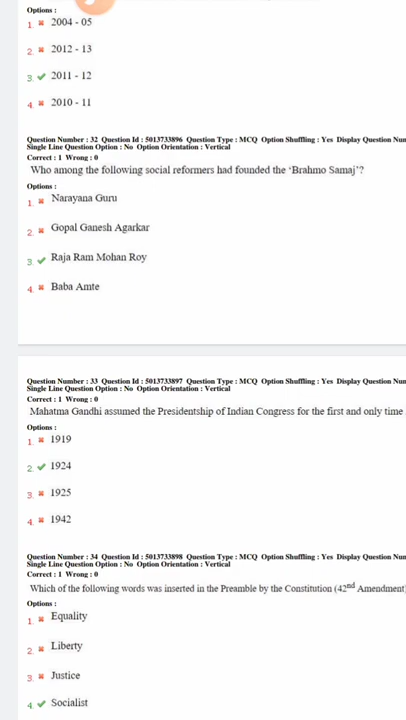 Options :
1. 2004 - 05
2. 2012 - 13
3. 2011 - 12
4. 2010 - 11
Question Number : 32 Question Id : 5013733896 Question Type : MCQ Option Shuffling : Yes Display Question Num
Single Line Question Option : No Option Orientation : Vertical
Correct : 1 Wrong : 0
Who among the following social reformers had founded the ‘Brahmo Samaj’?
Options :
1. Narayana Guru
2. Gopal Ganesh Agarkar
3. Raja Ram Mohan Roy
4. Baba Amte
Question Number : 33 Question Id : 5013733897 Question Type : MCQ Option Shuffling : Yes Display Question Num
Single Line Question Option : No Option Orientation : Vertical
Correct : 1 Wrong : 0
Mahatma Gandhi assumed the Presidentship of Indian Congress for the first and only time
Options :
1. 1919
2. 1924
3. 1925
4. 1942
Question Number : 34 Question Id : 5013733898 Question Type : MCQ Option Shuffling : Yes Display Question Num
Single Line Question Option : No Option Orientation : Vertical
Correct : 1 Wrong : 0
Which of the following words was inserted in the Preamble by the Constitution (42nd Amendment)
Options :
1. Equality
2. Liberty
3. Justice
4. Socialist